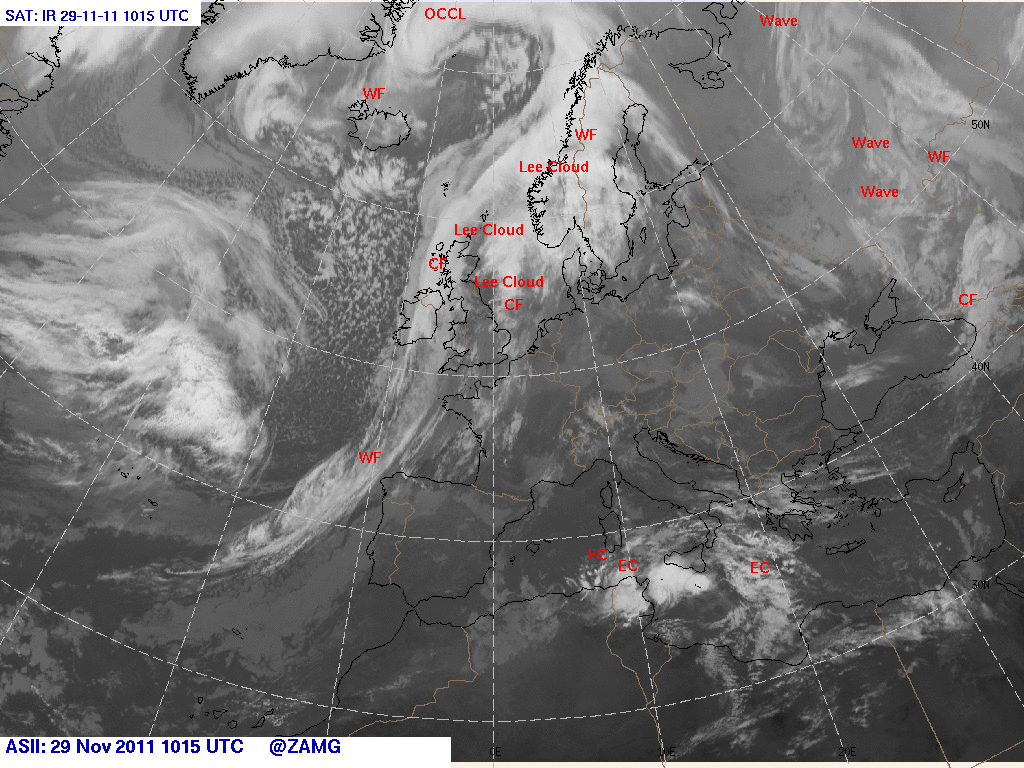 SAT: IR 29-11-11 1015 UTC
OCCL
Wave
WF
50N
WF
Wave
WF
Lee Cloud
Wave
Lee Cloud
CF
Lee Cloud
CF
CF
40N
WF
EC
EC
30N
ASII: 29 Nov 2011 1015 UTC @ZAMG
10E
20E